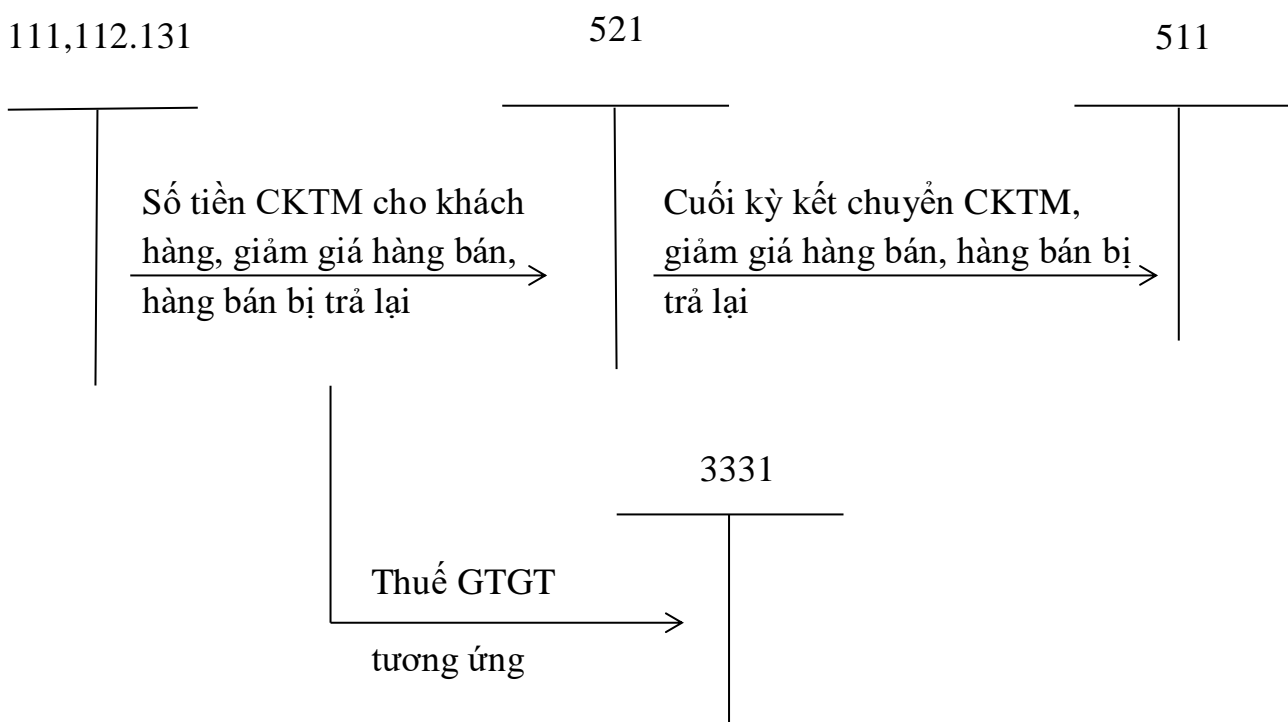 111,112.131
521
511
Số tiền CKTM cho khách
hàng, giảm giá hàng bán,
hàng bán bị trả lại
Cuối kỳ kết chuyển CKTM,
giảm giá hàng bán, hàng bán bị
trả lại
3331
Thuế GTGT
tương ứng